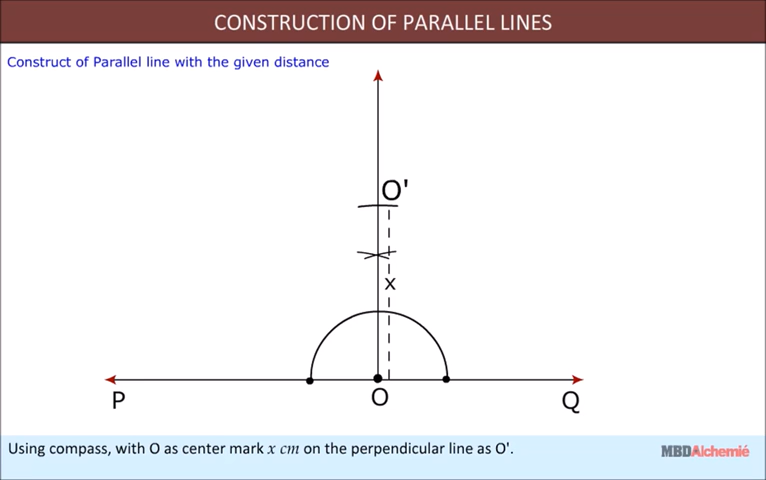 CONSTRUCTION OF PARALLEL LINES
Construct of Parallel line with the given distance
O'
x
O
P
Q
Using compass, with O as center mark x cm on the perpendicular line as O'.
MBDAlchemié